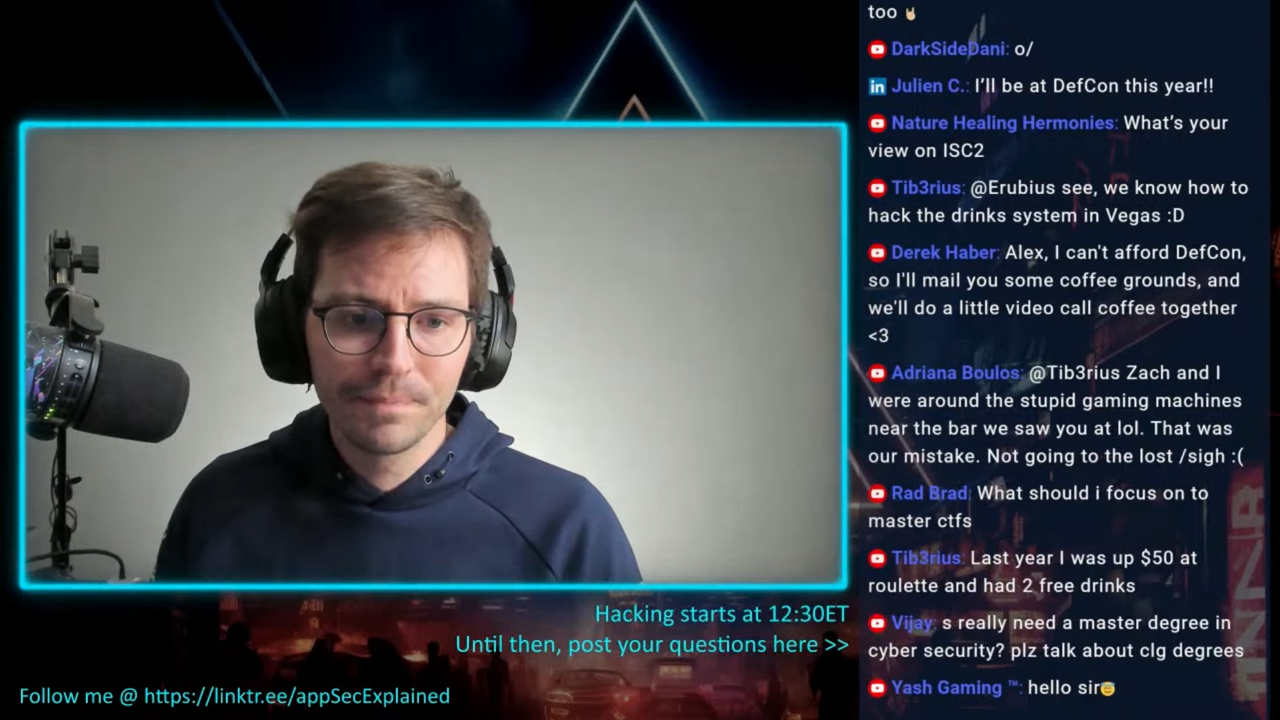 too 🤘🏼
DarkSideDani: o/
Julien C.: I’ll be at DefCon this year!!
Nature Healing Hermonies: What’s your
view on ISC2
Tib3rius: @Erubius see, we know how to
hack the drinks system in Vegas :D
Derek Haber: Alex, I can't afford DefCon,
so I'll mail you some coffee grounds, and
we'll do a little video call coffee together
<3
Adriana Boulos: @Tib3rius Zach and I
were around the stupid gaming machines
near the bar we saw you at lol. That was
our mistake. Not going to the lost /sigh :(
Rad Brad: What should i focus on to
master ctfs
Tib3rius: Last year I was up $50 at
roulette and had 2 free drinks
Vijay: s really need a master degree in
cyber security? plz talk about clg degrees
Yash Gaming ™: hello sir😇
Hacking starts at 12:30ET
Until then, post your questions here >>
Follow me @ https://linktr.ee/appSecExplained